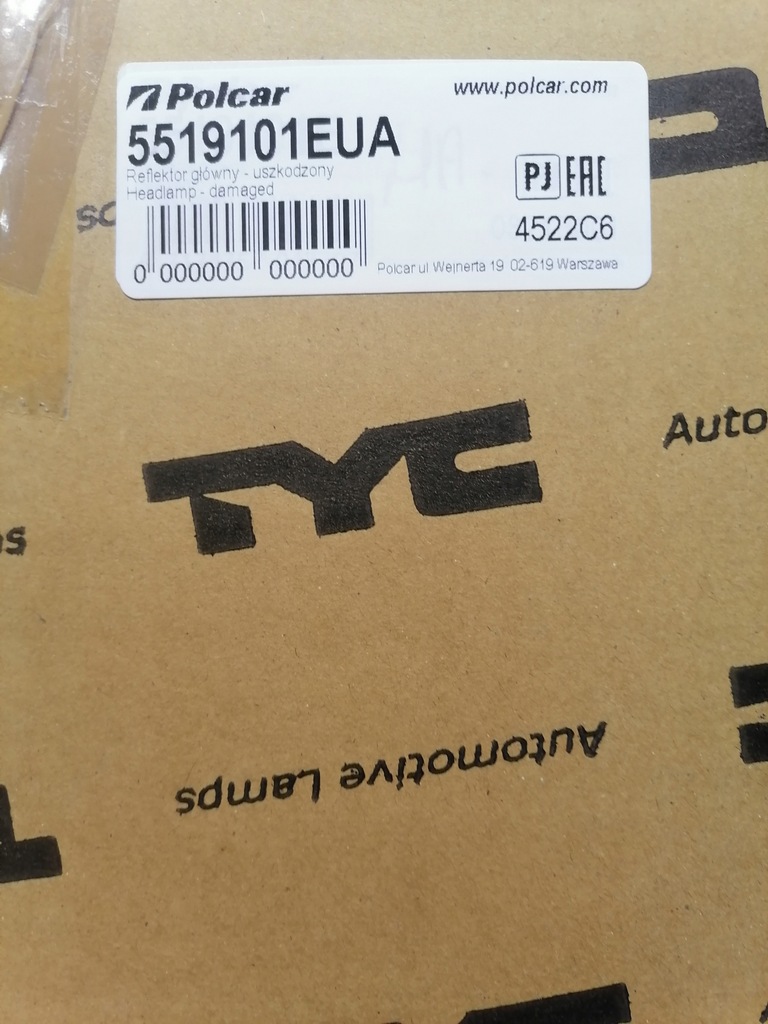 Polcar
www.polcar.com
5519101EUA
Reflektor główny - uszkodzony
Headlamp - damaged
PJ EAC
4522C6
0 000000 000000
Polcar ul Wejnerta 19 02-619 Warszawa
TYC
Auto
Automotive Lamps